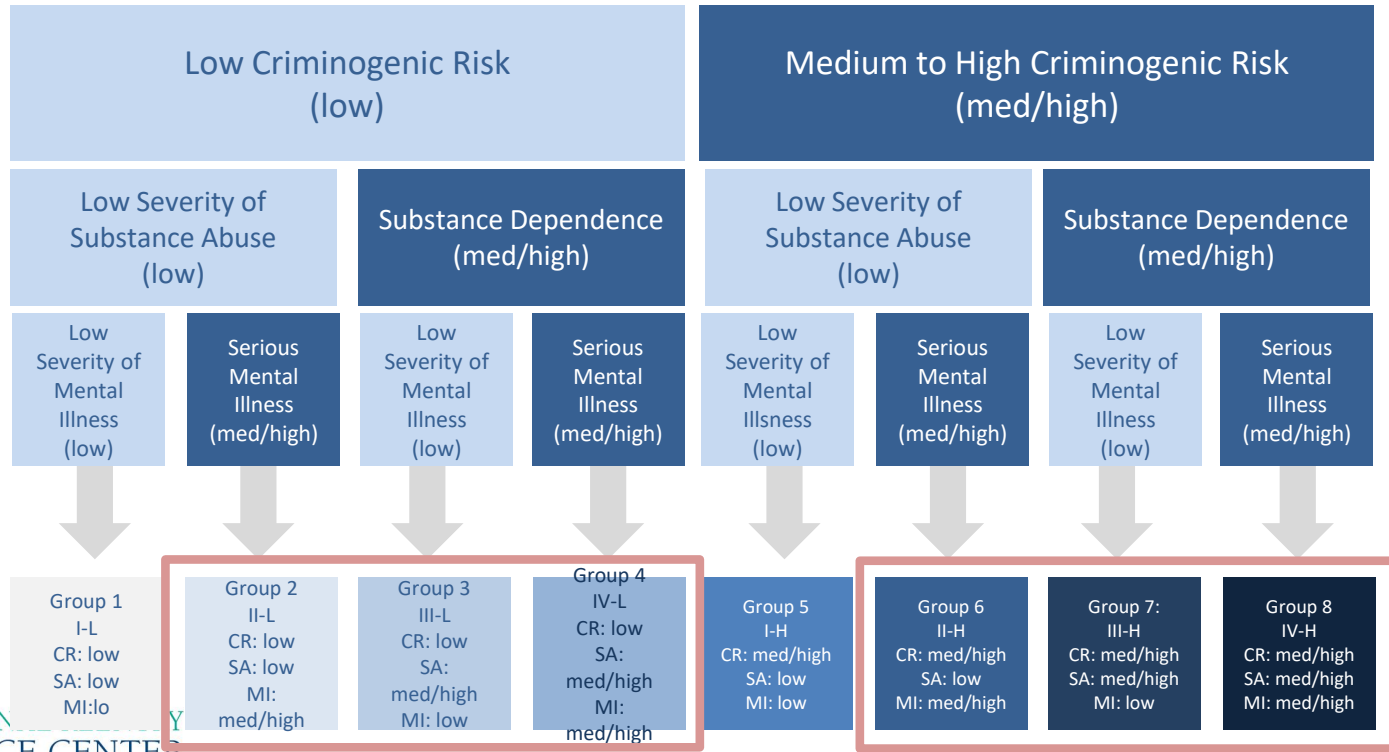 Low Criminogenic Risk
(low)
Medium to High Criminogenic Risk
(med/high)
Low Severity of
Substance Abuse
(low)
Substance Dependence
(med/high)
Low Severity of
Substance Abuse
(low)
Substance Dependence
(med/high)
Low
Severity of
Mental
Illness
(low)
Serious
Mental
Illness
(med/high)
Low
Severity of
Mental
Illness
(low)
Serious
Mental
Illness
(med/high)
Low
Severity of
Mental
Illsness
(low)
Serious
Mental
Illness
(med/high)
Low
Severity of
Mental
Illness
(low)
Serious
Mental
Illness
(med/high)
Group 1
I-L
CR: low
SA: low
MI:lo
Group 2
II-L
CR: low
SA: low
MI:
med/high
Group 3
III-L
CR: low
SA:
med/high
MI: low
Group 4
IV-L
CR: low
SA:
med/high
MI:
med/high
Group 5
I-H
CR: med/high
SA: low
MI: low
Group 6
II-H
CR: med/high
SA: low
MI: med/high
Group 7:
III-H
CR: med/high
SA: med/high
MI: low
Group 8
IV-H
CR: med/high
SA: med/high
MI: med/high
CENTER